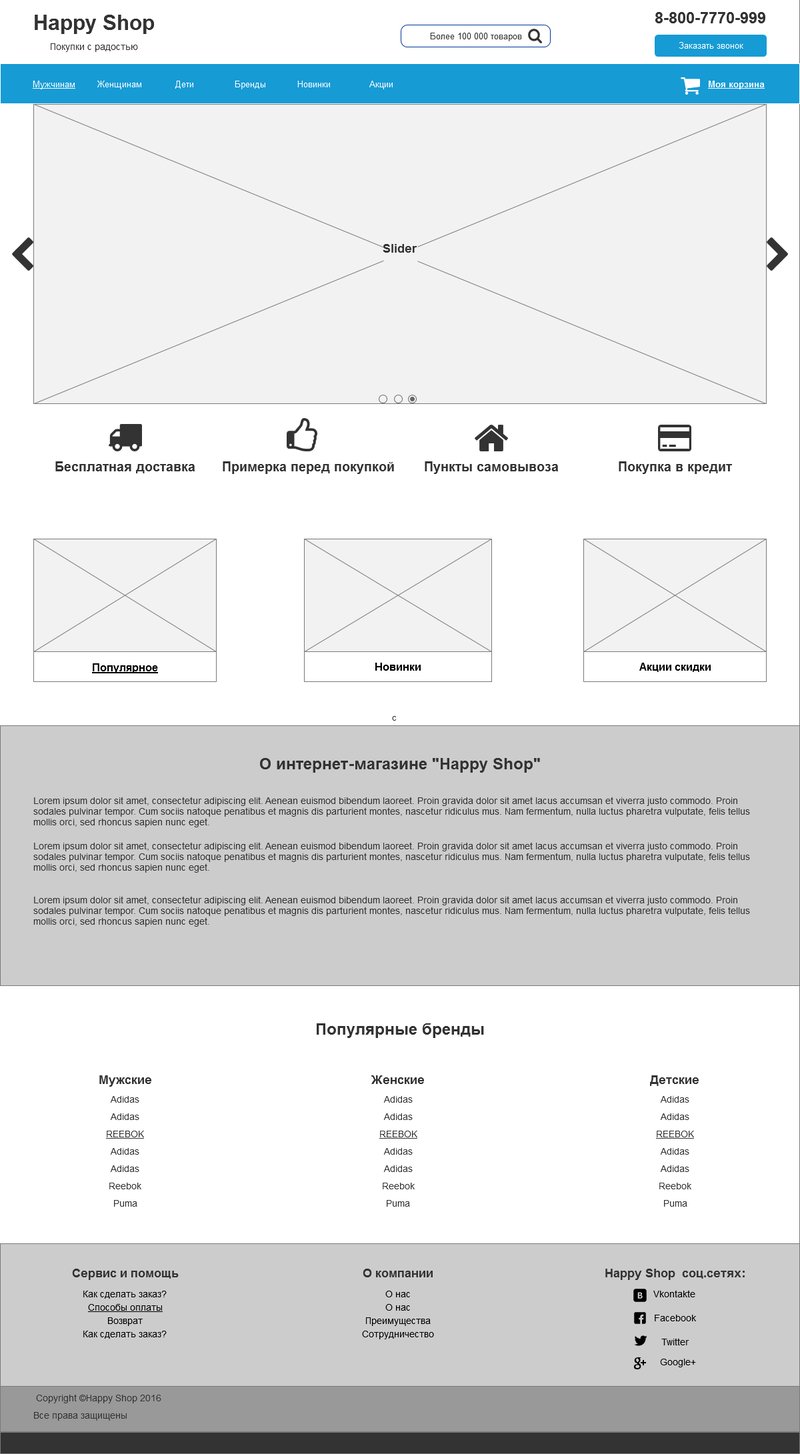 Happy Shop
Покупки с радостью
Более 100 000 товаров
8-800-7770-999
Заказать звонок
Мужчинам Женщинам Дети Бренды Новинки Акции Моя корзина
Slider
Бесплатная доставка Примерка перед покупкой Пункты самовывоза Покупка в кредит
Популярное Новинки Акции скидки
с
О интернет-магазине "Happy Shop"
Lorem ipsum dolor sit amet, consectetur adipiscing elit. Aenean euismod bibendum laoreet. Proin gravida dolor sit amet lacus accumsan et viverra justo commodo. Proin
sodales pulvinar tempor. Cum sociis natoque penatibus et magnis dis parturient montes, nascetur ridiculus mus. Nam fermentum, nulla luctus pharetra vulputate, felis tellus
mollis orci, sed rhoncus sapien nunc eget.
Lorem ipsum dolor sit amet, consectetur adipiscing elit. Aenean euismod bibendum laoreet. Proin gravida dolor sit amet lacus accumsan et viverra justo commodo. Proin
sodales pulvinar tempor. Cum sociis natoque penatibus et magnis dis parturient montes, nascetur ridiculus mus. Nam fermentum, nulla luctus pharetra vulputate, felis tellus
mollis orci, sed rhoncus sapien nunc eget.
Lorem ipsum dolor sit amet, consectetur adipiscing elit. Aenean euismod bibendum laoreet. Proin gravida dolor sit amet lacus accumsan et viverra justo commodo. Proin
sodales pulvinar tempor. Cum sociis natoque penatibus et magnis dis parturient montes, nascetur ridiculus mus. Nam fermentum, nulla luctus pharetra vulputate, felis tellus
mollis orci, sed rhoncus sapien nunc eget.
Популярные бренды
Мужские
Adidas
Adidas
REEBOK
Adidas
Adidas
Reebok
Puma
Женские
Adidas
Adidas
REEBOK
Adidas
Adidas
Reebok
Puma
Детские
Adidas
Adidas
REEBOK
Adidas
Adidas
Reebok
Puma
Сервис и помощь
Как сделать заказ?
Способы оплаты
Возврат
Как сделать заказ?
О компании
О нас
О нас
Преимущества
Сотрудничество
Happy Shop соц.сетях:
Vkontakte
Facebook
Twitter
Google+
Copyright ©Happy Shop 2016
Все права защищены